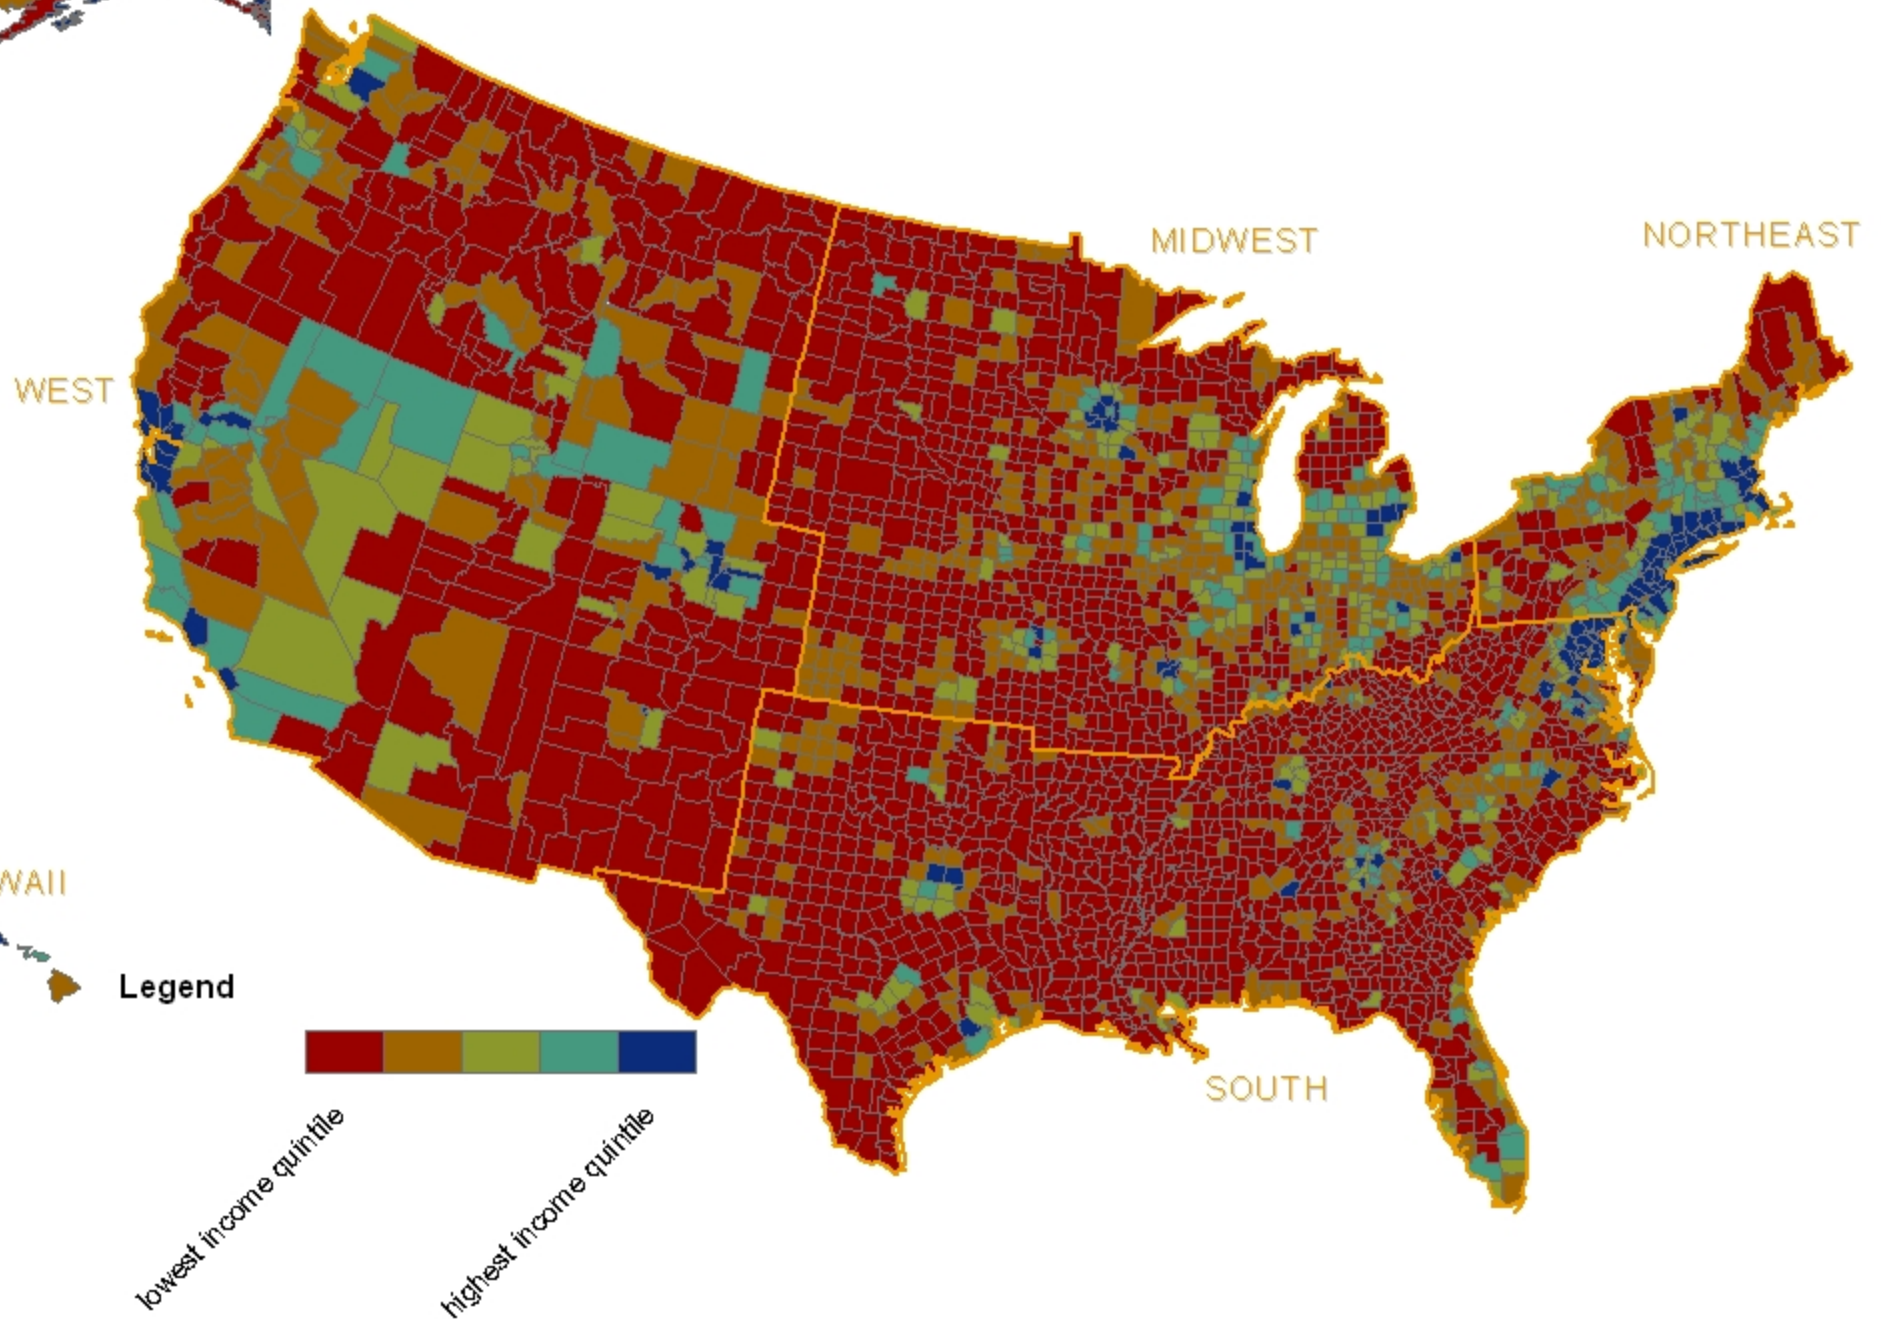 MIDWEST
NORTHEAST
WEST
WAII
Legend
SOUTH
lowest income quintile
highest income quintile